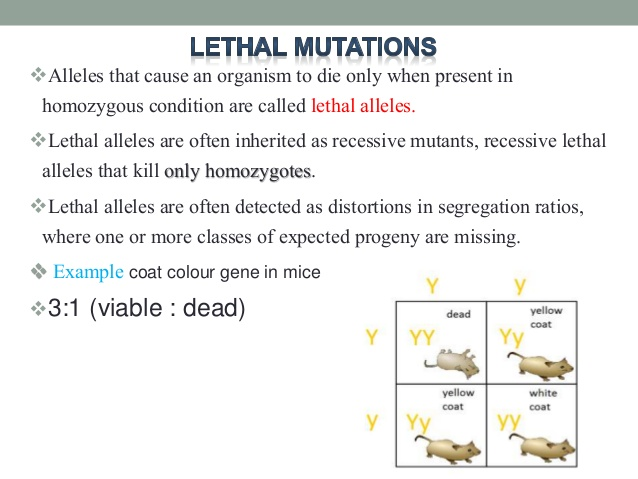 LETHAL MUTATIONS
❖Alleles that cause an organism to die only when present in
homozygous condition are called lethal alleles.
❖Lethal alleles are often inherited as recessive mutants, recessive lethal
alleles that kill only homozygotes.
❖Lethal alleles are often detected as distortions in segregation ratios,
where one or more classes of expected progeny are missing.
❖ Example coat colour gene in mice
❖3:1 (viable : dead)
Y y
dead yellow
coat
Y YY Yy
yellow white
coat coat
y Yy yy